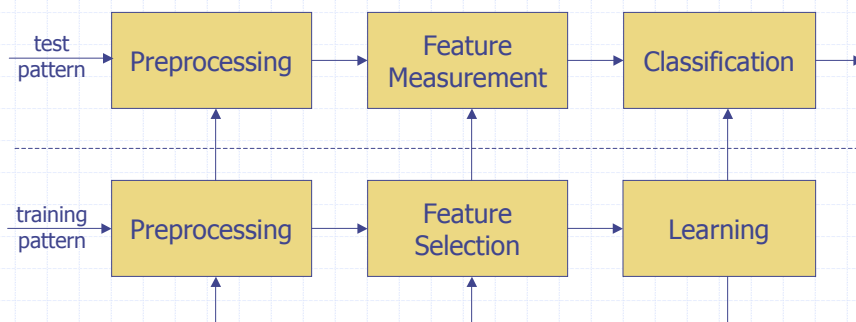 test
pattern
Preprocessing
Feature
Measurement
Classification
training
pattern
Preprocessing
Feature
Selection
Learning